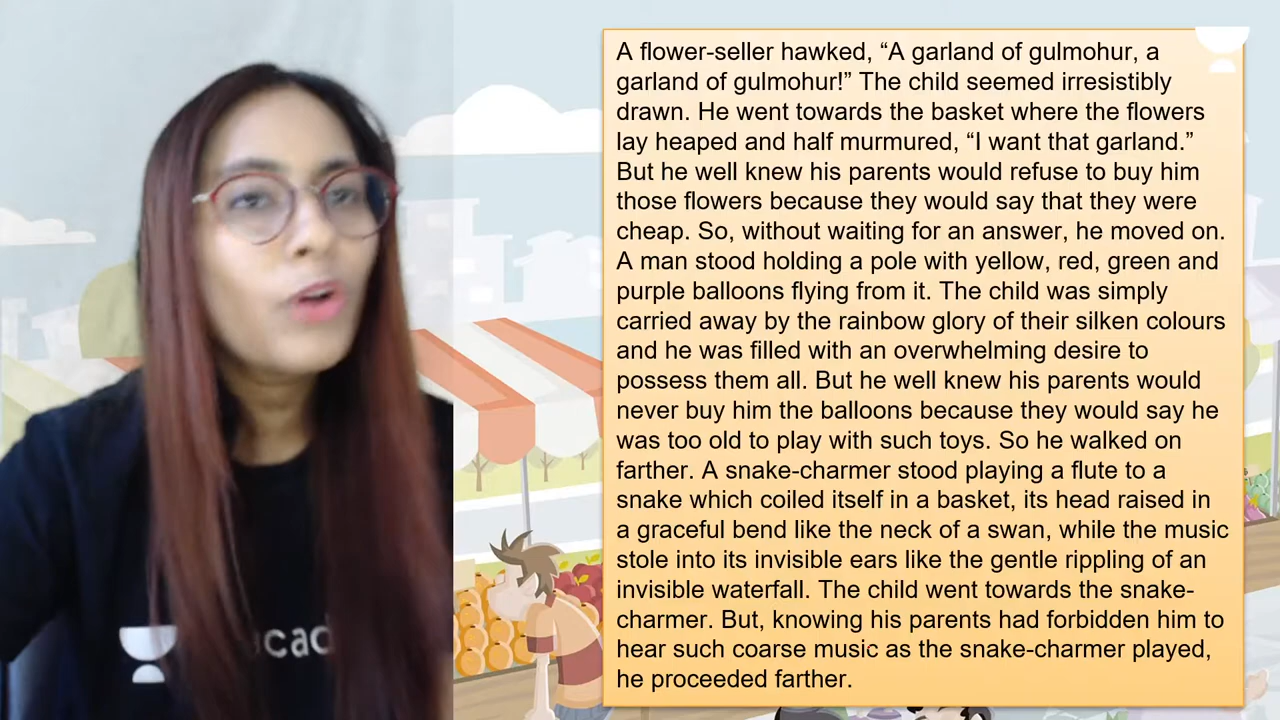 A flower-seller hawked, “A garland of gulmohur, a
garland of gulmohur!” The child seemed irresistibly
drawn. He went towards the basket where the flowers
lay heaped and half murmured, “I want that garland.”
But he well knew his parents would refuse to buy him
those flowers because they would say that they were
cheap. So, without waiting for an answer, he moved on.
A man stood holding a pole with yellow, red, green and
purple balloons flying from it. The child was simply
carried away by the rainbow glory of their silken colours
and he was filled with an overwhelming desire to
possess them all. But he well knew his parents would
never buy him the balloons because they would say he
was too old to play with such toys. So he walked on
farther. A snake-charmer stood playing a flute to a
snake which coiled itself in a basket, its head raised in
a graceful bend like the neck of a swan, while the music
stole into its invisible ears like the gentle rippling of an
invisible waterfall. The child went towards the snake-
charmer. But, knowing his parents had forbidden him to
hear such coarse music as the snake-charmer played,
he proceeded farther.